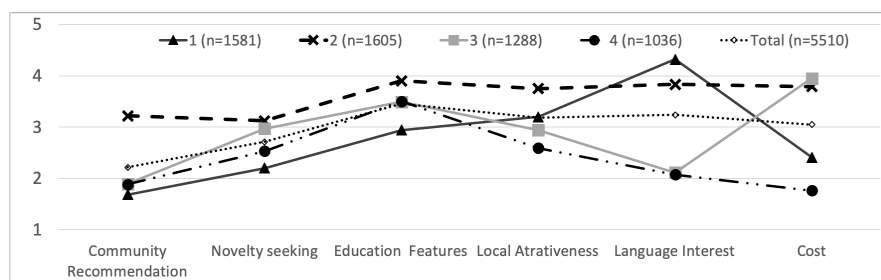 5
1 (n=1581) 2 (n=1605) 3 (n=1288) 4 (n=1036) Total (n=5510)
4
3
2
1
Community Novelty seeking Education Features Local Atrativeness Language Interest Cost
Recommendation